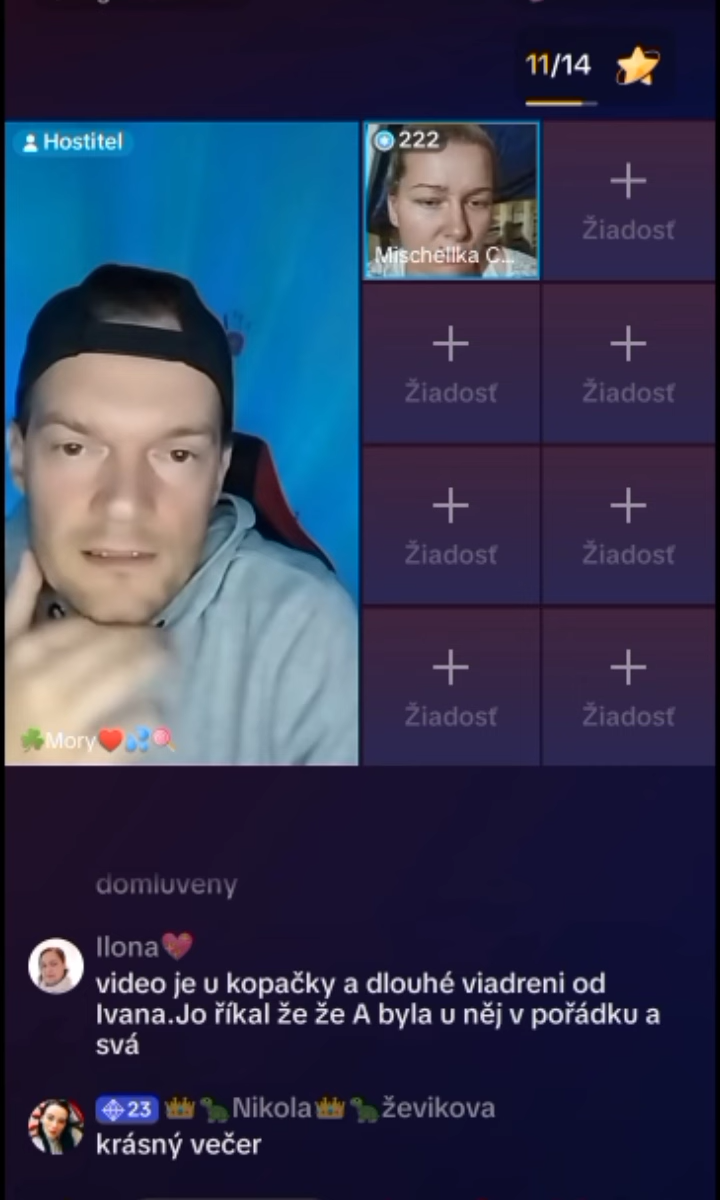 11/14
Hostitel
222
Mischellka C...
Žiadosť
Žiadosť
Žiadosť
Žiadosť
Žiadosť
Žiadosť
Žiadosť
☘️Mory❤️💦🍭
domluveny
Ilona💖
video je u kopačky a dlouhé viadreni od
Ivana.Jo říkal že že A byla u něj v pořádku a
svá
23 👑🦕Nikola👑🦕ževikova
krásný večer